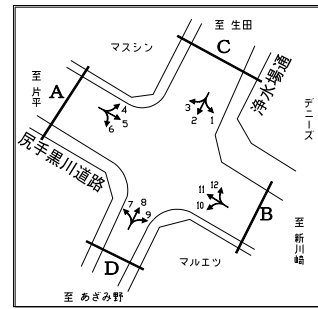 至 生田
マスシン
C
浄水場通
至 片平
A
デニーズ
3
2
1
4
5
6
尻手黒川道路
12
11
10
7
8
9
B
至 新川崎
D
マルエツ
至 あざみ野